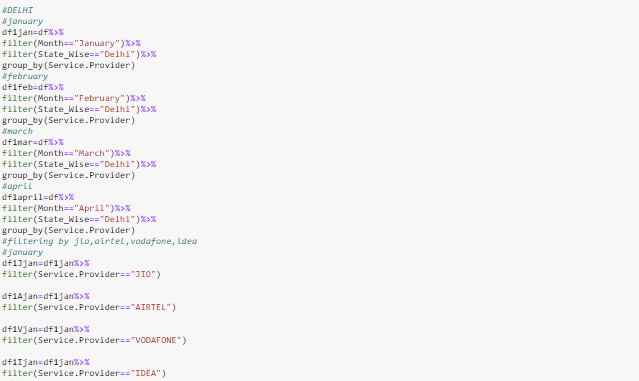 #DELHI
#january
df1jan=df%>%
filter(Month=="January")%>%
filter(State_Wise=="Delhi")%>%
group_by(Service.Provider)
#february
df1feb=df%>%
filter(Month=="February")%>%
filter(State_Wise=="Delhi")%>%
group_by(Service.Provider)
#march
df1mar=df%>%
filter(Month=="March")%>%
filter(State_Wise=="Delhi")%>%
group_by(Service.Provider)
#april
df1april=df%>%
filter(Month=="April")%>%
filter(State_Wise=="Delhi")%>%
group_by(Service.Provider)
#filtering by jio,airtel,vodafone,idea
#january
df1Jjan=df1jan%>%
filter(Service.Provider=="JIO")
df1Ajan=df1jan%>%
filter(Service.Provider=="AIRTEL")
df1Vjan=df1jan%>%
filter(Service.Provider=="VODAFONE")
df1Ijan=df1jan%>%
filter(Service.Provider=="IDEA")